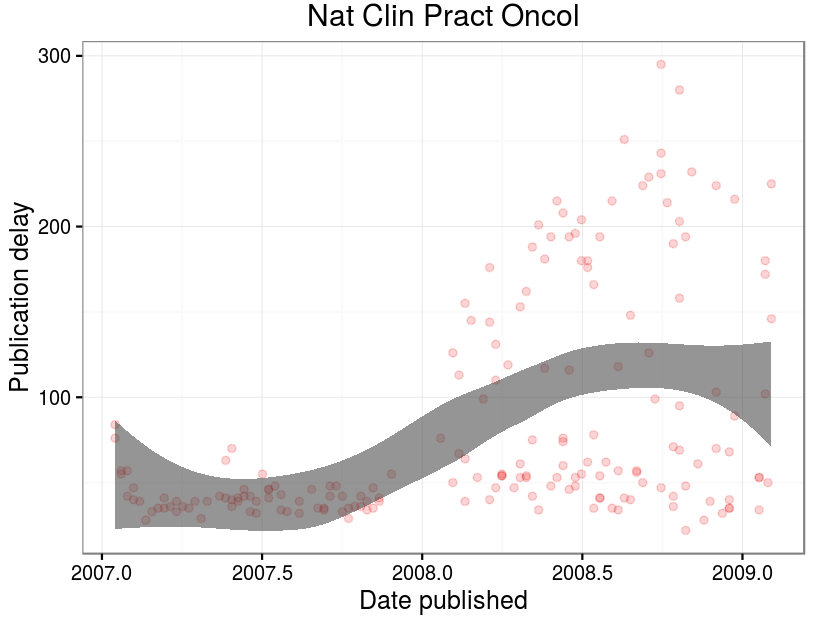 Nat Clin Pract Oncol
300
200
100
Publication delay
2007.0 2007.5 2008.0 2008.5 2009.0
Date published